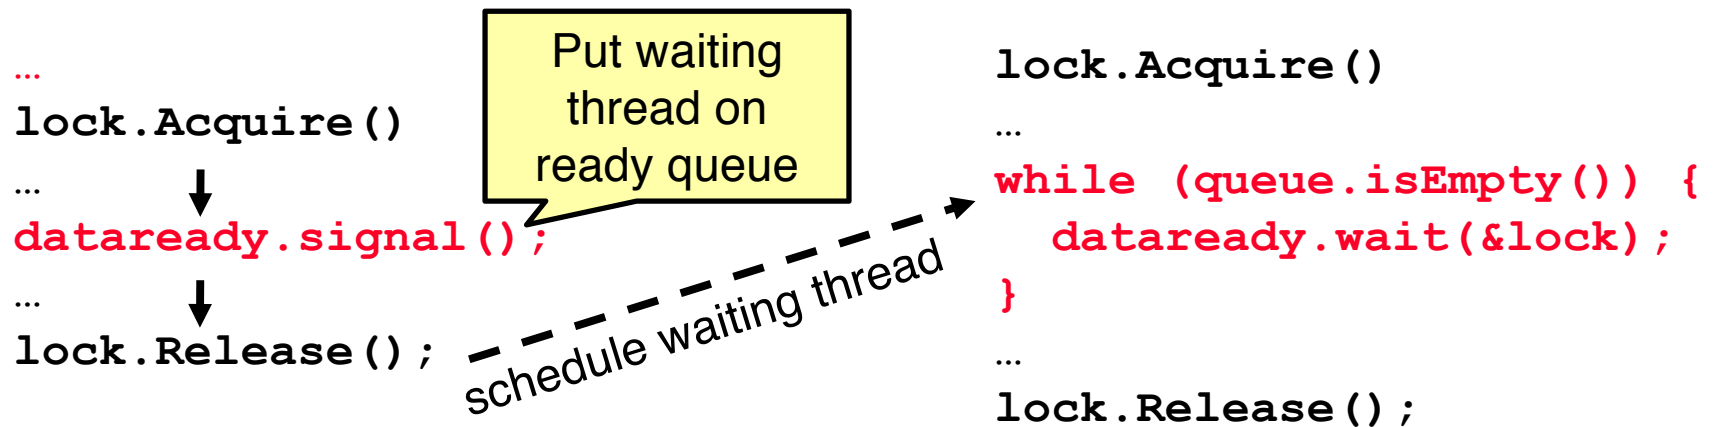 …
lock.Acquire()
…
dataready.signal();
…
lock.Release();
Put waiting
thread on
ready queue
schedule waiting thread
lock.Acquire()
…
while (queue.isEmpty()) {
dataready.wait(&lock);
}
…
lock.Release();